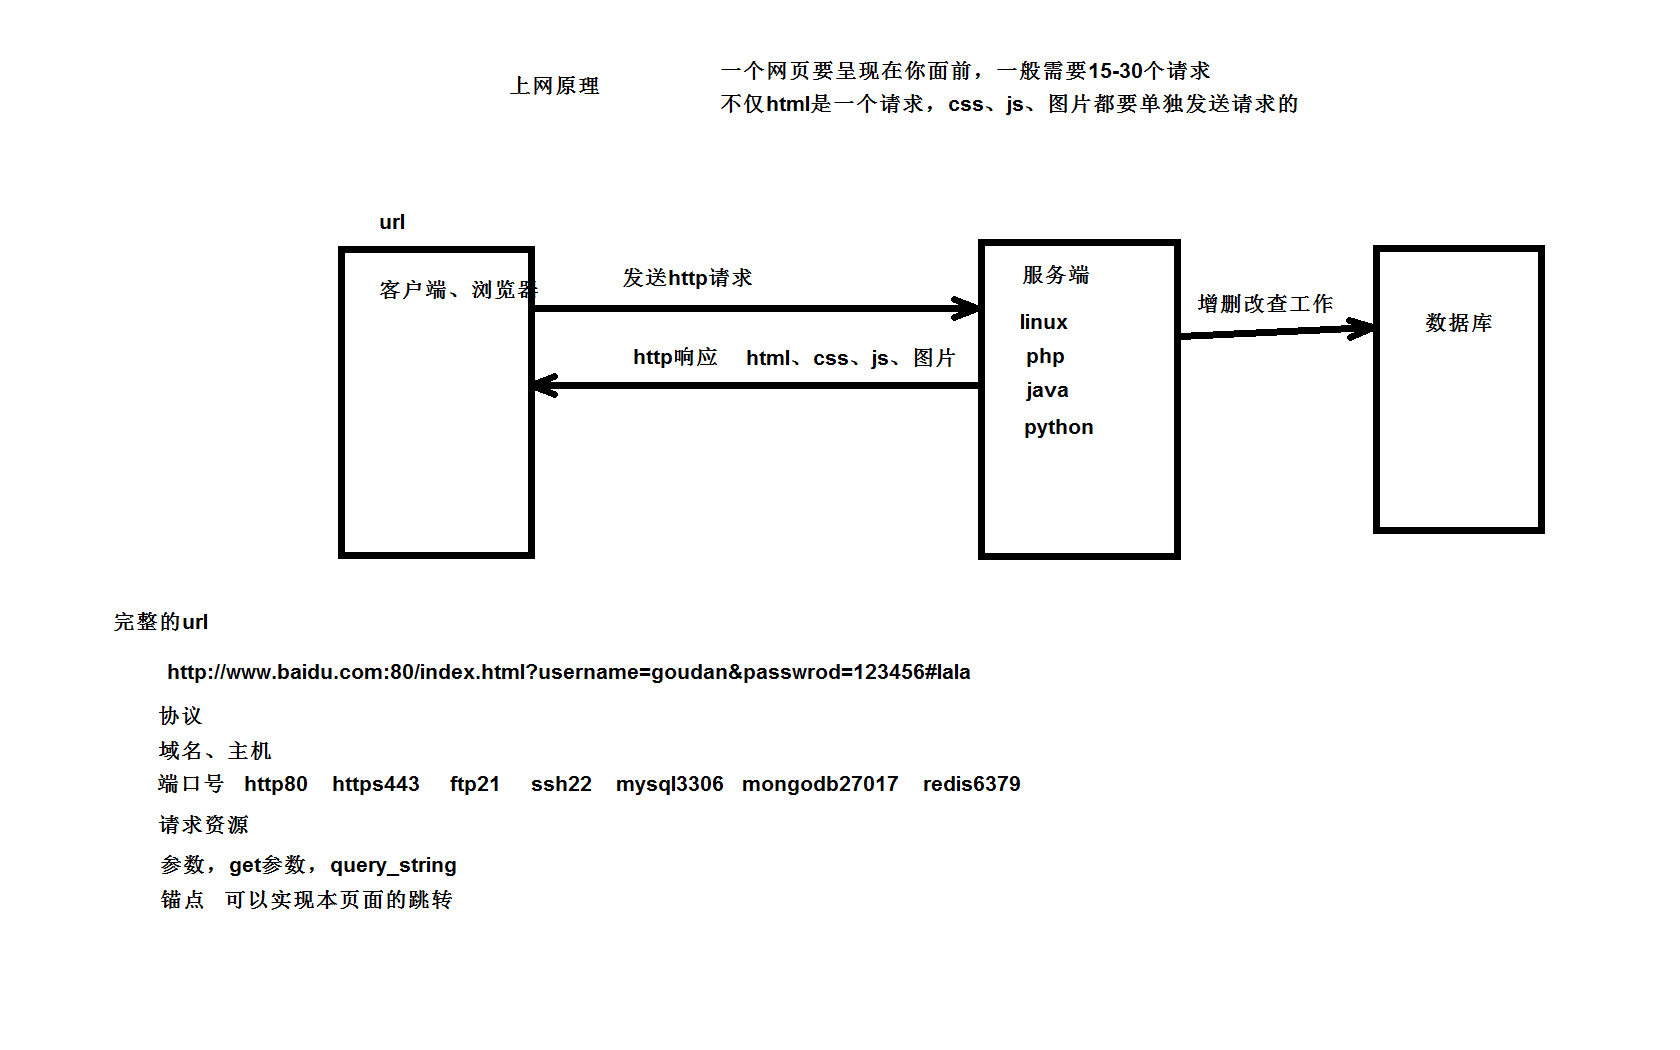 上网原理
一个网页要呈现在你面前，一般需要15-30个请求
不仅html是一个请求，css、js、图片都要单独发送请求的
url
客户端、浏览器
发送http请求
http响应 html、css、js、图片
服务端
linux
php
java
python
增删改查工作
数据库
完整的url
http://www.baidu.com:80/index.html?username=goudan&passwrod=123456#lala
协议
域名、主机
端口号 http80 https443 ftp21 ssh22 mysql3306 mongodb27017 redis6379
请求资源
参数，get参数，query_string
锚点 可以实现本页面的跳转